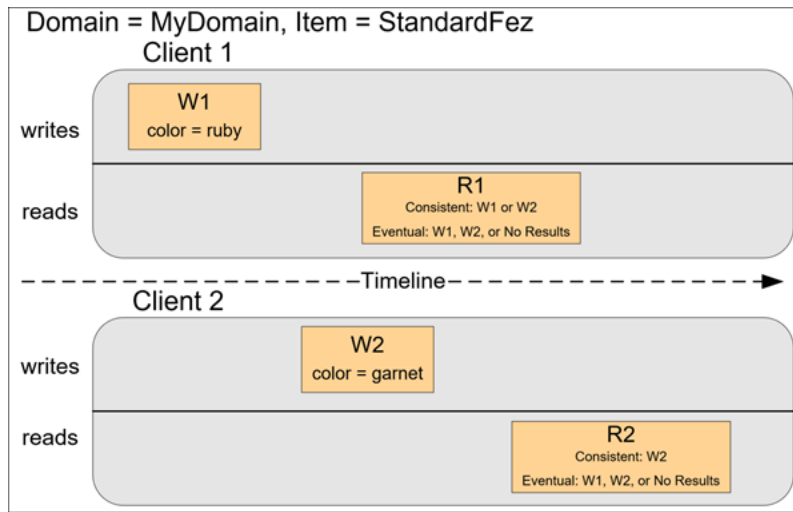 Domain = MyDomain, Item = StandardFez
Client 1
W1
color = ruby
writes
R1
Consistent: W1 or W2
Eventual: W1, W2, or No Results
reads
Timeline
Client 2
W2
color = garnet
writes
R2
Consistent: W2
Eventual: W1, W2, or No Results
reads